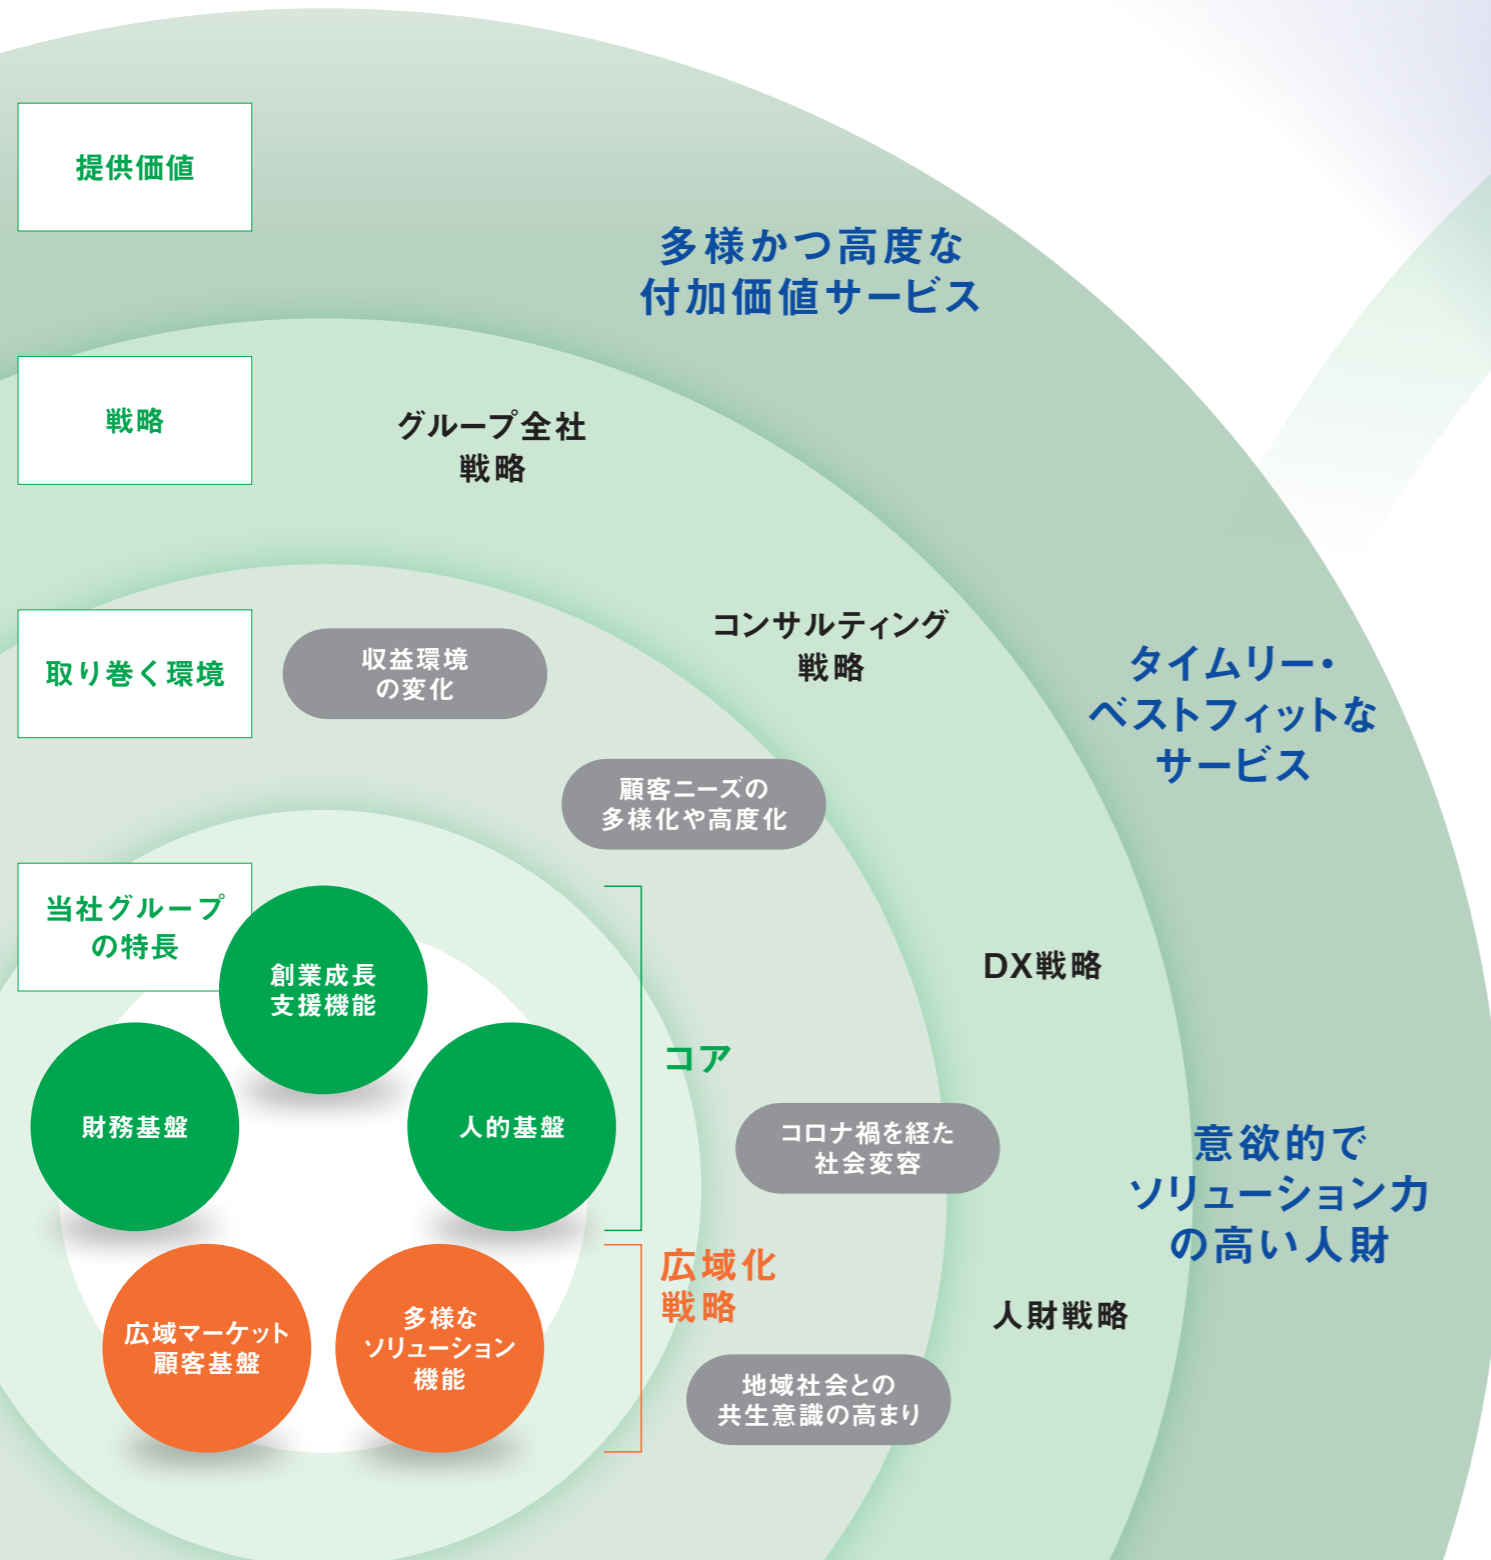 提供価値
多様かつ高度な
付加価値サービス
戦略
グループ全社
戦略
コンサルティング
戦略
タイムリー・
ベストフィットな
サービス
取り巻く環境
収益環境
の変化
顧客ニーズの
多様化や高度化
DX戦略
当社グループ
の特長
創業成長
支援機能
財務基盤
人的基盤
コア
コロナ禍を経た
社会変容
意欲的で
ソリューション力
の高い人財
広域マーケット
顧客基盤
多様な
ソリューション
機能
広域化
戦略
人財戦略
地域社会との
共生意識の高まり